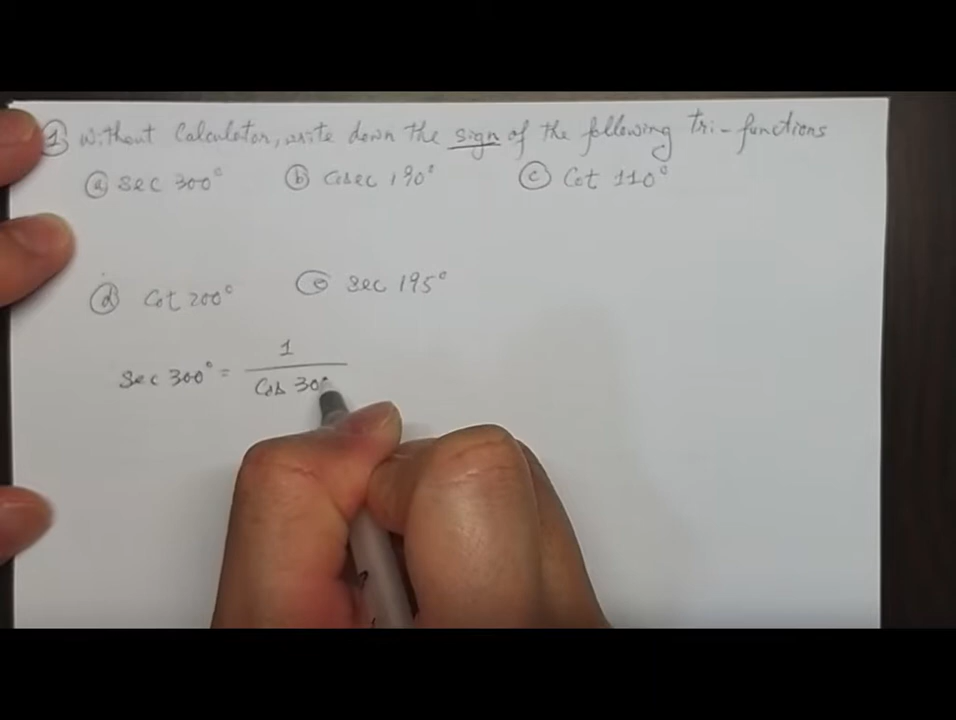 ① Without Calculator, write down the sign of the following tri-functions
ⓐ sec 300° ⓑ Cosec 190° ⓒ Cot 110°
ⓓ Cot 200° ⓔ sec 195°
1
Sec 300° =
Cos 30